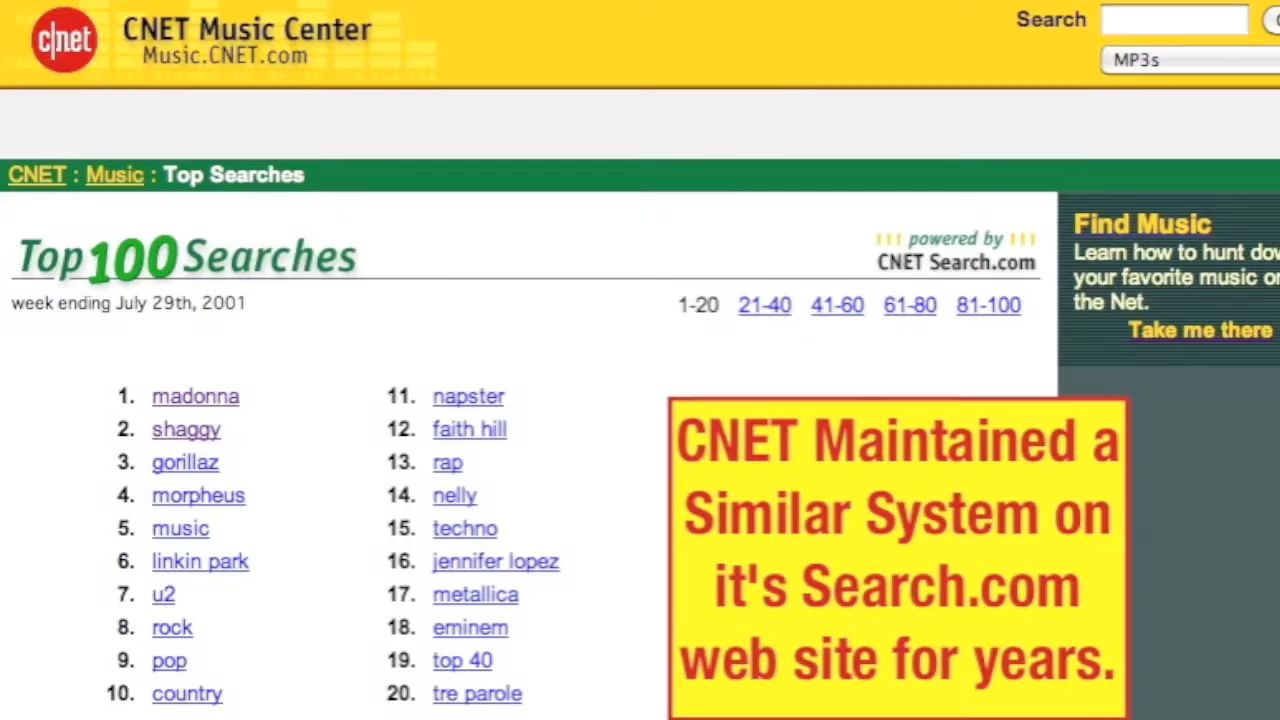 c|net
CNET Music Center
Music.CNET.com
Search
MP3s
CNET : Music : Top Searches
Top 100 Searches
powered by
CNET Search.com
week ending July 29th, 2001
1-20 21-40 41-60 61-80 81-100
Find Music
Learn how to hunt dow
your favorite music on
the Net.
Take me there
1. madonna
2. shaggy
3. gorillaz
4. morpheus
5. music
6. linkin park
7. u2
8. rock
9. pop
10. country
11. napster
12. faith hill
13. rap
14. nelly
15. techno
16. jennifer lopez
17. metallica
18. eminem
19. top 40
20. tre parole
CNET Maintained a
Similar System on
it's Search.com
web site for years.